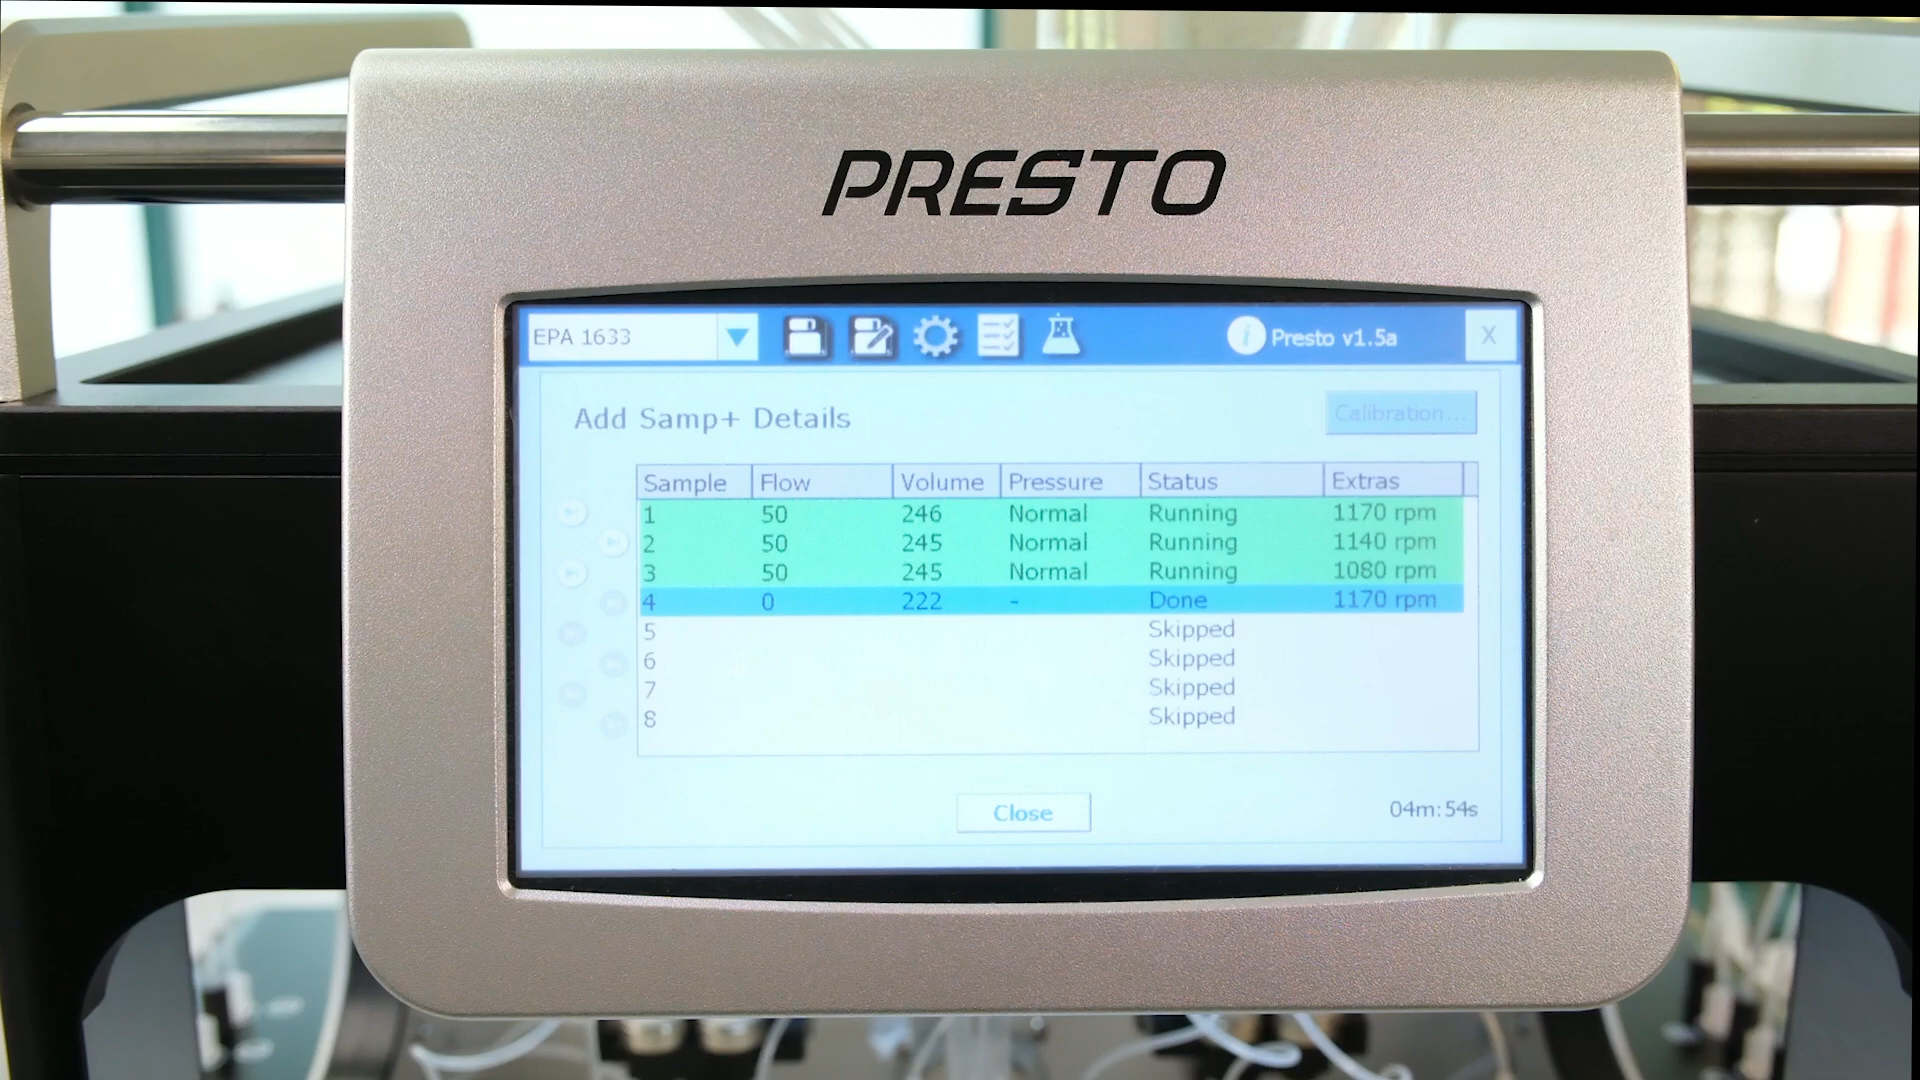 PRESTO
EPA 1633
Presto v1.5a
X
Add Samp+ Details
Calibration...
Sample Flow Volume Pressure Status Extras
1 50 246 Normal Running 1170 rpm
2 50 245 Normal Running 1140 rpm
3 50 245 Normal Running 1080 rpm
4 0 222 - Done 1170 rpm
5 Skipped
6 Skipped
7 Skipped
8 Skipped
Close
04m:54s